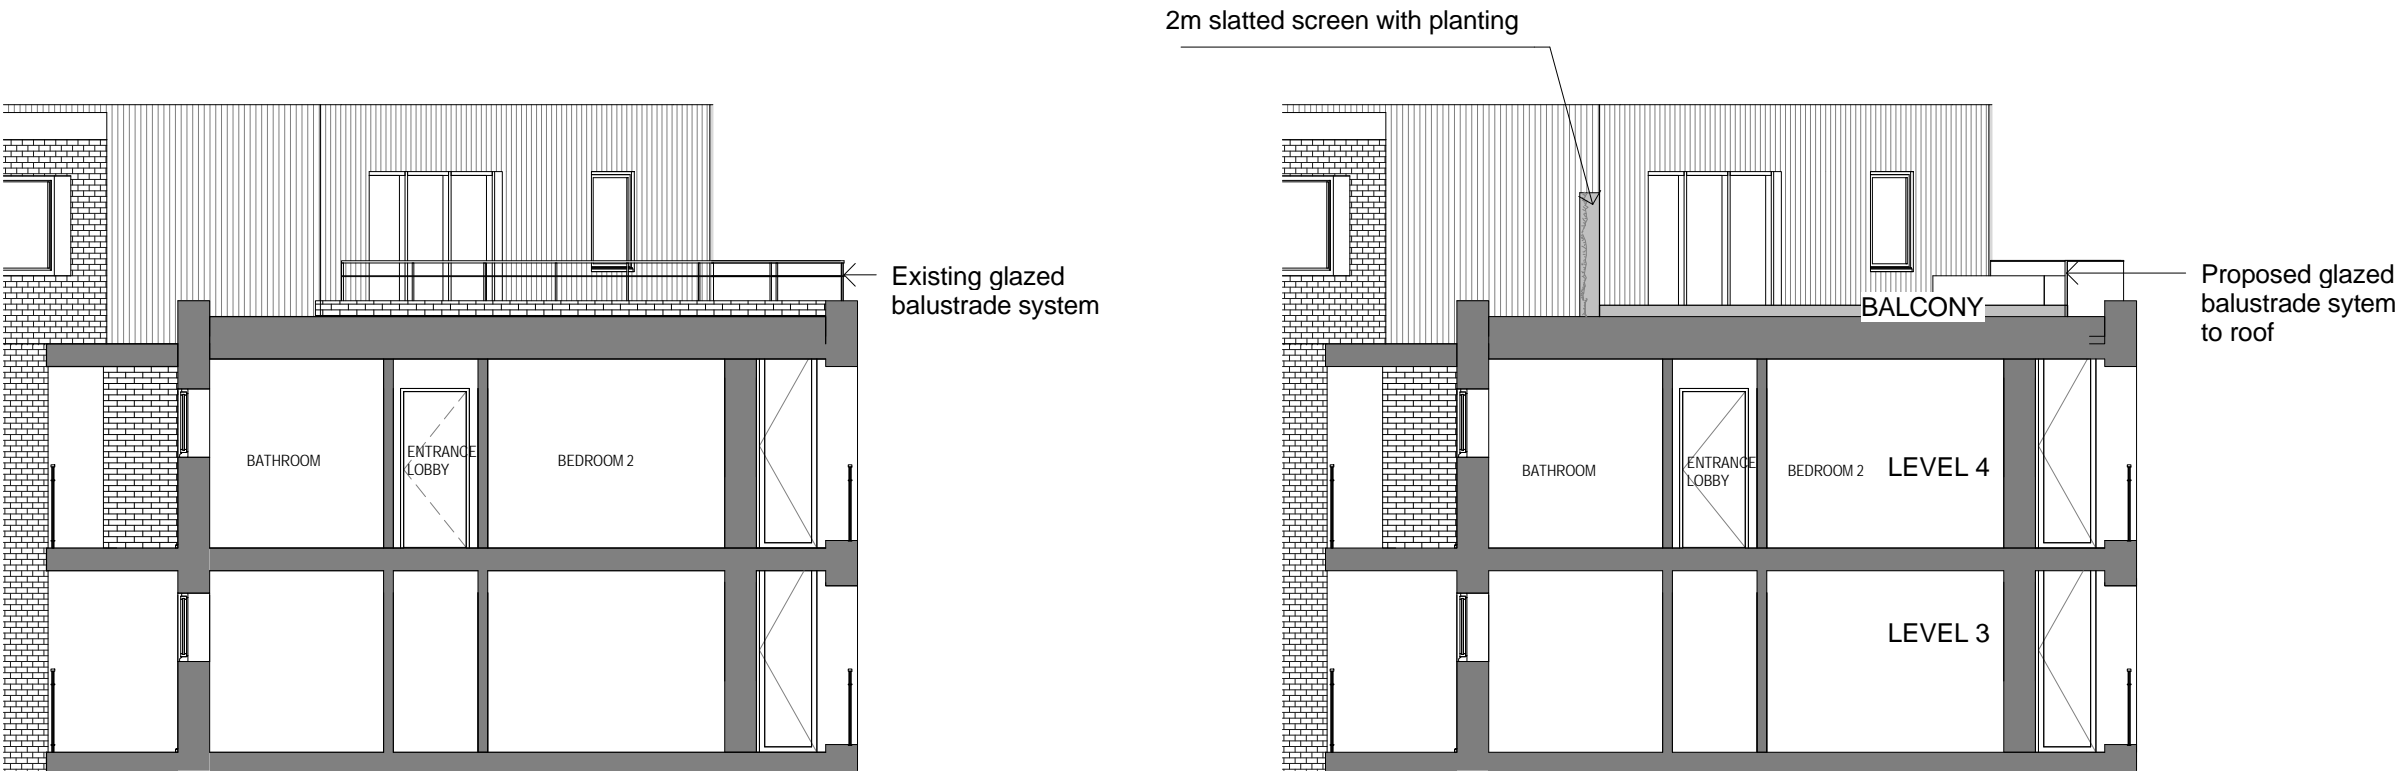 2m slatted screen with planting
Existing glazed
balustrade system
BATHROOM
ENTRANCE
LOBBY
BEDROOM 2
Proposed glazed
balustrade sytem
to roof
BALCONY
BATHROOM
ENTRANCE
LOBBY
BEDROOM 2
LEVEL 4
LEVEL 3